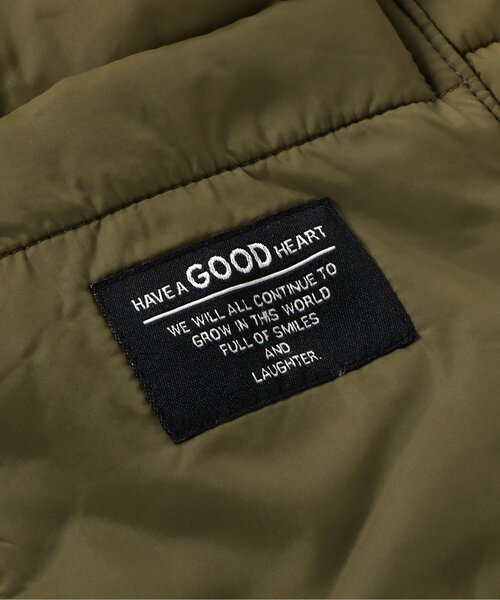 HAVE A GOOD HEART
WE WILL ALL CONTINUE TO
GROW IN THIS WORLD
FULL OF SMILES
AND
LAUGHTER.